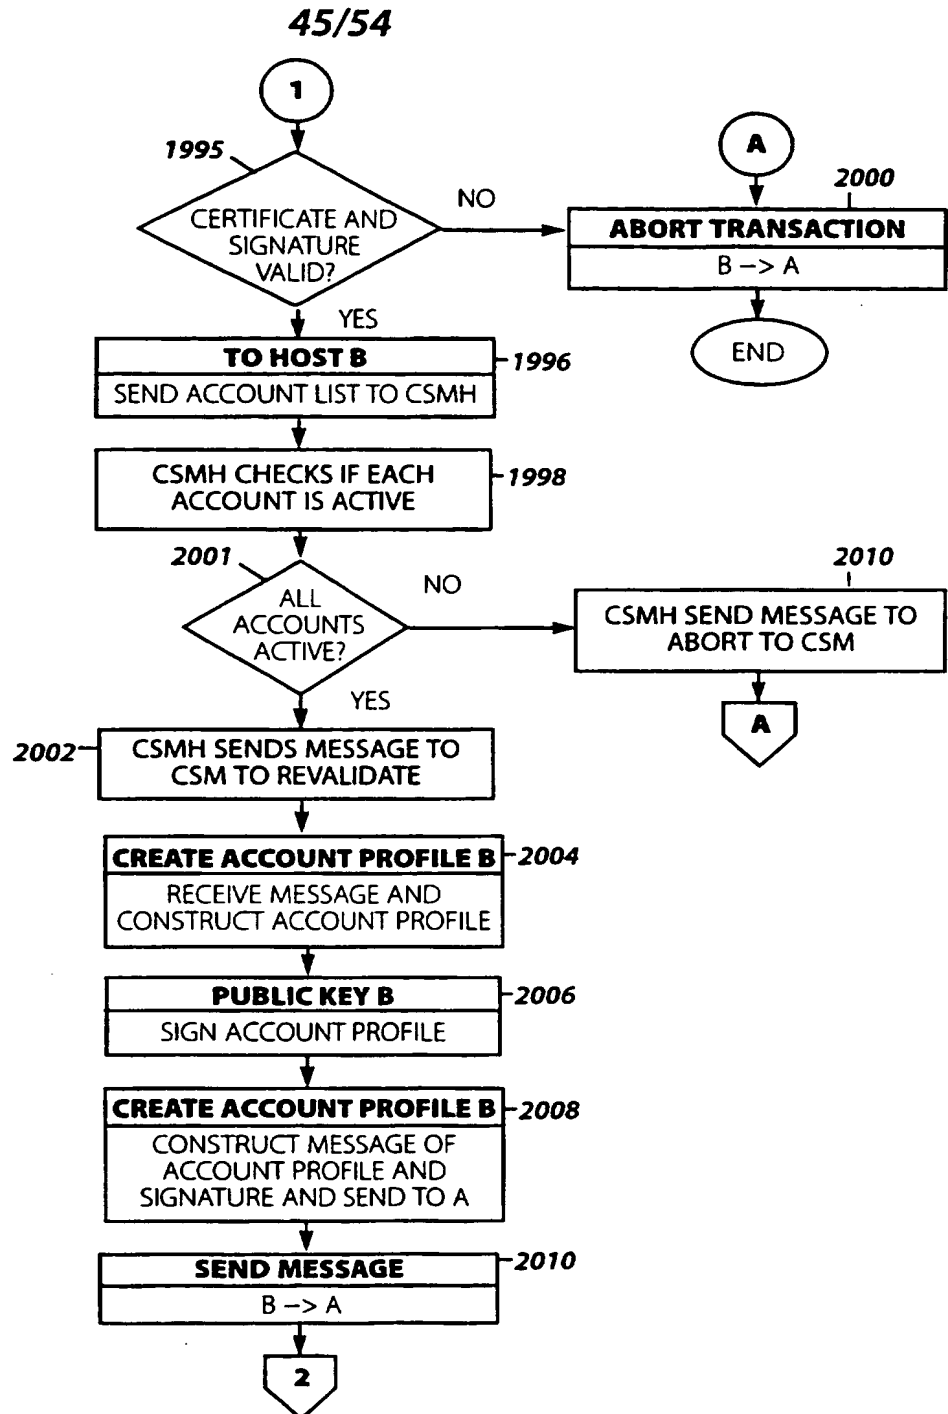 45/54
1
1995
CERTIFICATE AND
SIGNATURE
VALID?
NO
YES
A
2000
ABORT TRANSACTION
B –> A
END
TO HOST B
1996
SEND ACCOUNT LIST TO CSMH
CSMH CHECKS IF EACH
ACCOUNT IS ACTIVE
1998
2001
ALL
ACCOUNTS
ACTIVE?
NO
YES
2010
CSMH SEND MESSAGE TO
ABORT TO CSM
A
2002
CSMH SENDS MESSAGE TO
CSM TO REVALIDATE
CREATE ACCOUNT PROFILE B
2004
RECEIVE MESSAGE AND
CONSTRUCT ACCOUNT PROFILE
PUBLIC KEY B
2006
SIGN ACCOUNT PROFILE
CREATE ACCOUNT PROFILE B
2008
CONSTRUCT MESSAGE OF
ACCOUNT PROFILE AND
SIGNATURE AND SEND TO A
SEND MESSAGE
2010
B –> A
2